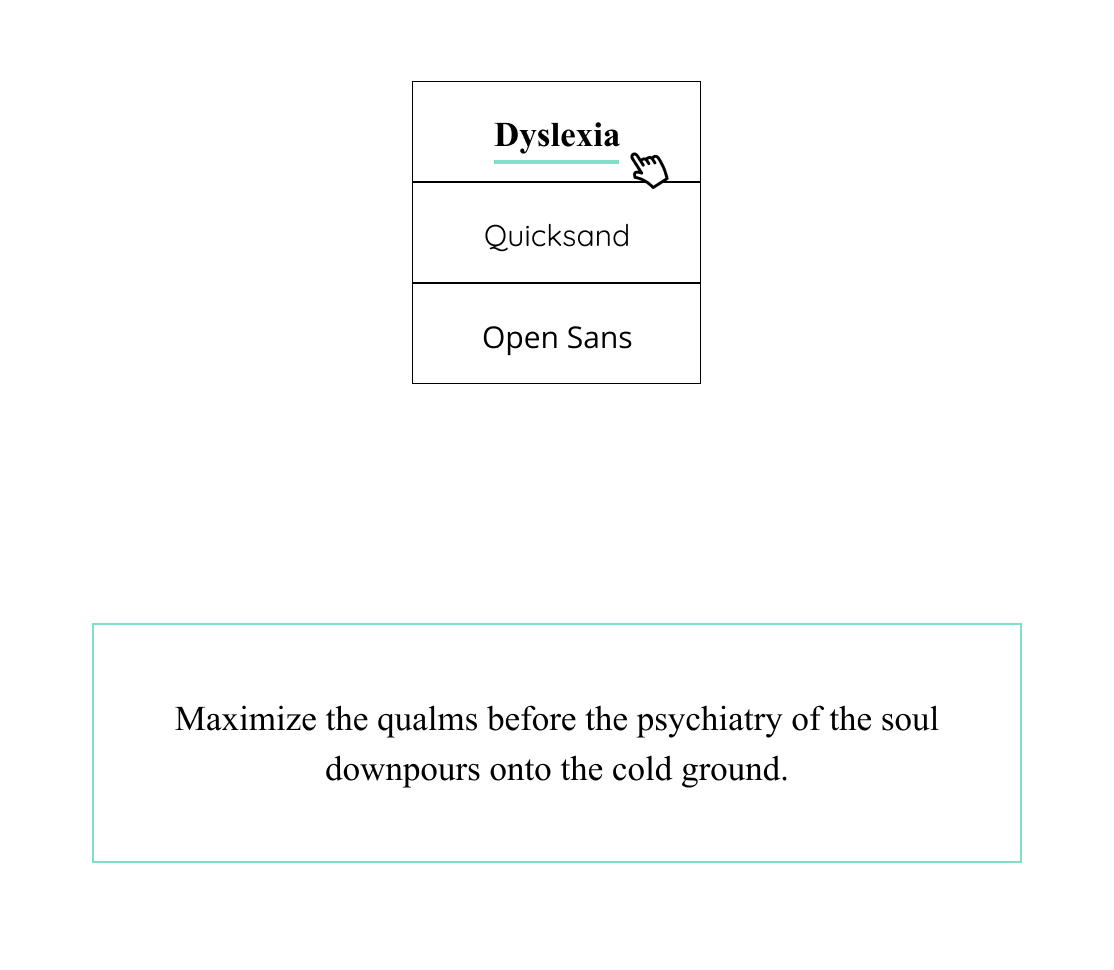 Dyslexia
Quicksand
Open Sans
Maximize the qualms before the psychiatry of the soul
downpours onto the cold ground.